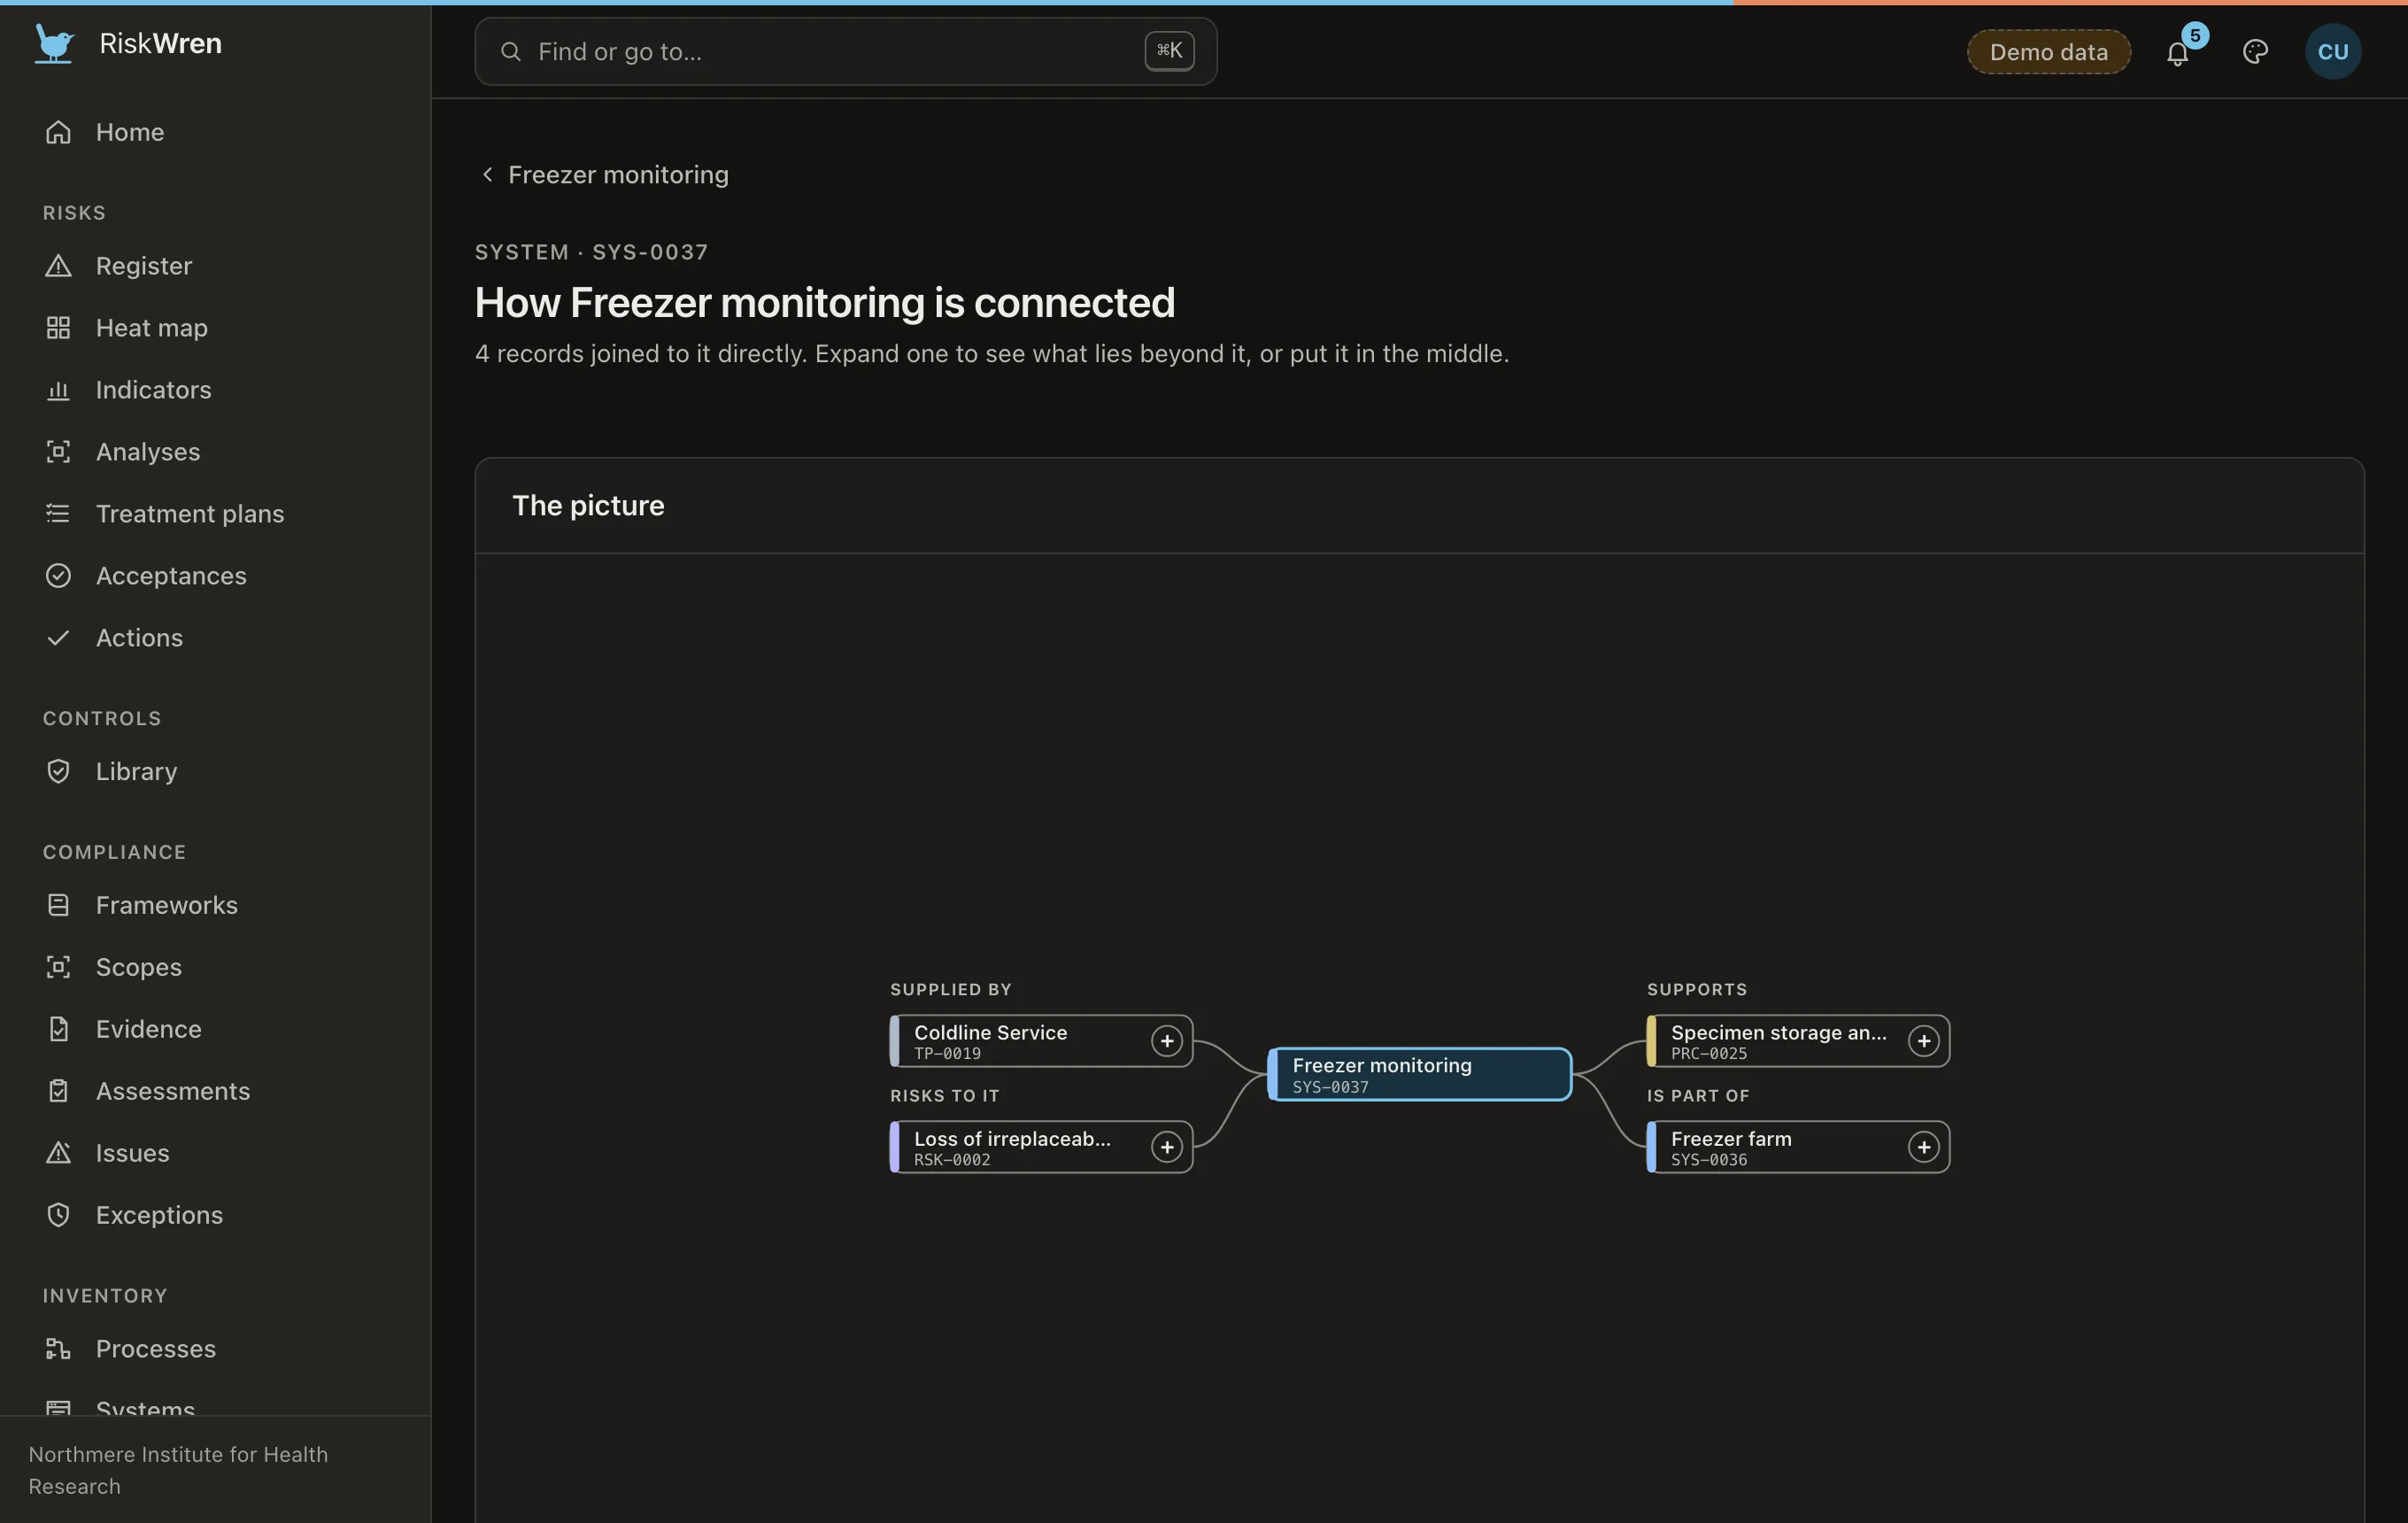 RiskWren
Find or go to...
⌘K
Demo data
5
CU
Home
RISKS
Register
Heat map
Indicators
Analyses
Treatment plans
Acceptances
Actions
CONTROLS
Library
COMPLIANCE
Frameworks
Scopes
Evidence
Assessments
Issues
Exceptions
INVENTORY
Processes
Systems
Northmere Institute for Health
Research
Freezer monitoring
SYSTEM · SYS-0037
How Freezer monitoring is connected
4 records joined to it directly. Expand one to see what lies beyond it, or put it in the middle.
The picture
SUPPLIED BY
Coldline Service
TP-0019
RISKS TO IT
Loss of irreplaceab...
RSK-0002
Freezer monitoring
SYS-0037
SUPPORTS
Specimen storage an...
PRC-0025
IS PART OF
Freezer farm
SYS-0036